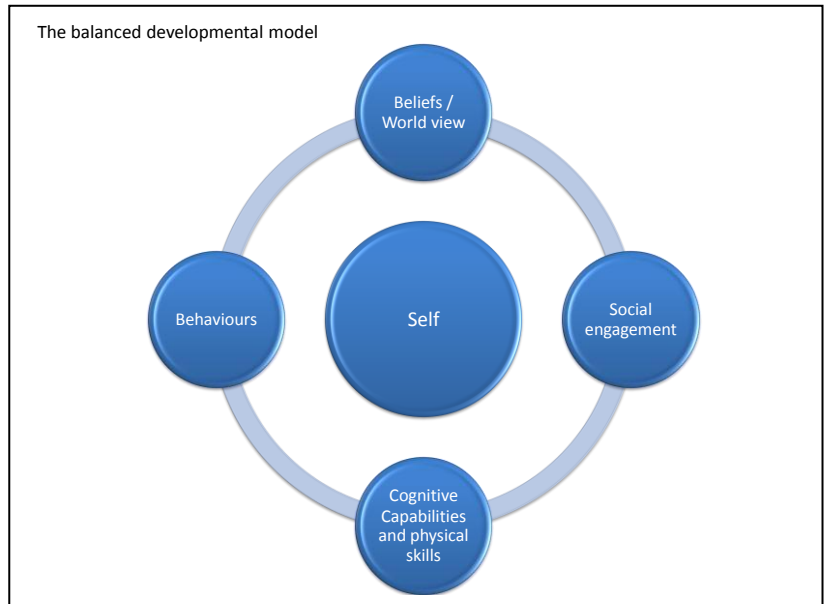 The balanced developmental model
Beliefs /
World view
Behaviours
Self
Social
engagement
Cognitive
Capabilities
and physical
skills